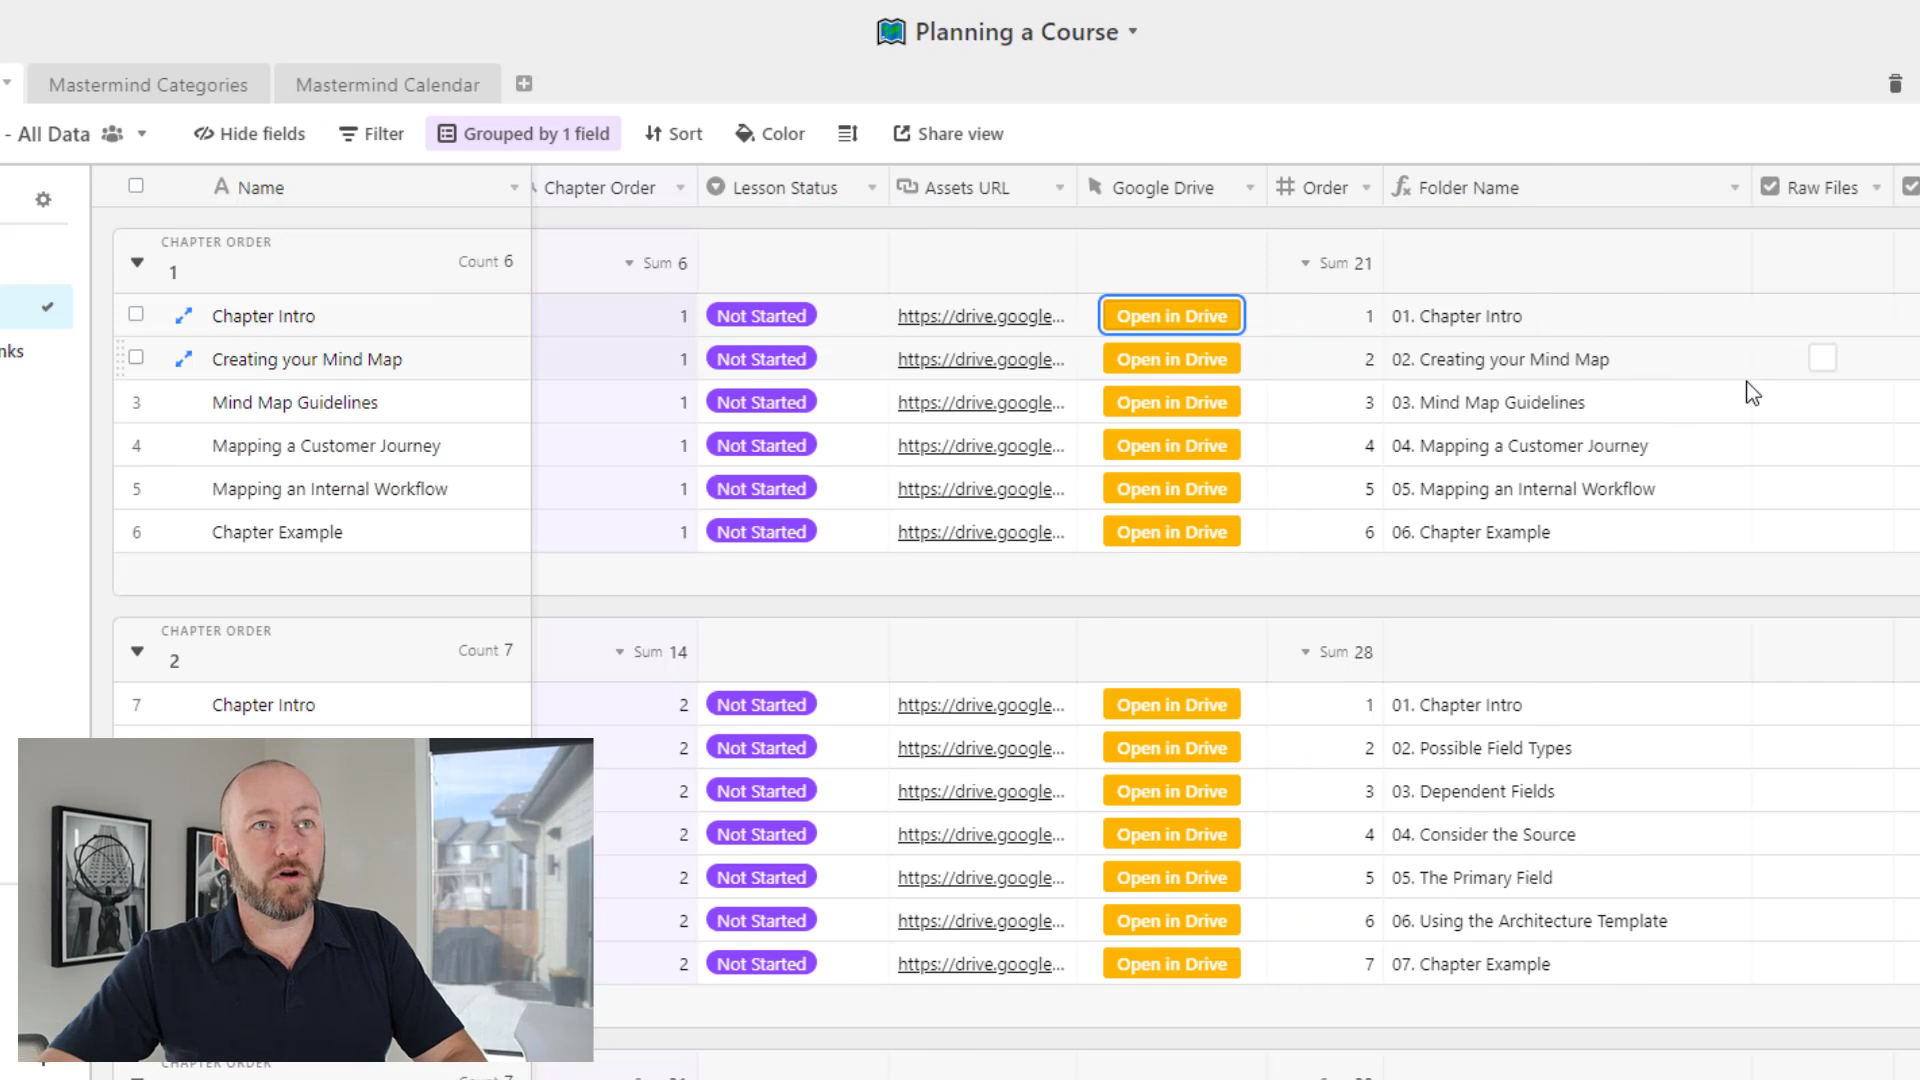 Planning a Course
Mastermind Categories
Mastermind Calendar
- All Data
Hide fields
Filter
Grouped by 1 field
Sort
Color
Share view
Name
Chapter Order
Lesson Status
Assets URL
Google Drive
Order
Folder Name
Raw Files
CHAPTER ORDER
1
Count 6
Sum 6
Sum 21
Chapter Intro 1 Not Started https://drive.google... Open in Drive 1 01. Chapter Intro
Creating your Mind Map 1 Not Started https://drive.google... Open in Drive 2 02. Creating your Mind Map
nks
3 Mind Map Guidelines 1 Not Started https://drive.google... Open in Drive 3 03. Mind Map Guidelines
4 Mapping a Customer Journey 1 Not Started https://drive.google... Open in Drive 4 04. Mapping a Customer Journey
5 Mapping an Internal Workflow 1 Not Started https://drive.google... Open in Drive 5 05. Mapping an Internal Workflow
6 Chapter Example 1 Not Started https://drive.google... Open in Drive 6 06. Chapter Example
CHAPTER ORDER
2
Count 7
Sum 14
Sum 28
7 Chapter Intro 2 Not Started https://drive.google... Open in Drive 1 01. Chapter Intro
2 Not Started https://drive.google... Open in Drive 2 02. Possible Field Types
2 Not Started https://drive.google... Open in Drive 3 03. Dependent Fields
2 Not Started https://drive.google... Open in Drive 4 04. Consider the Source
2 Not Started https://drive.google... Open in Drive 5 05. The Primary Field
2 Not Started https://drive.google... Open in Drive 6 06. Using the Architecture Template
2 Not Started https://drive.google... Open in Drive 7 07. Chapter Example
CHAPTER ORDER
Count 7